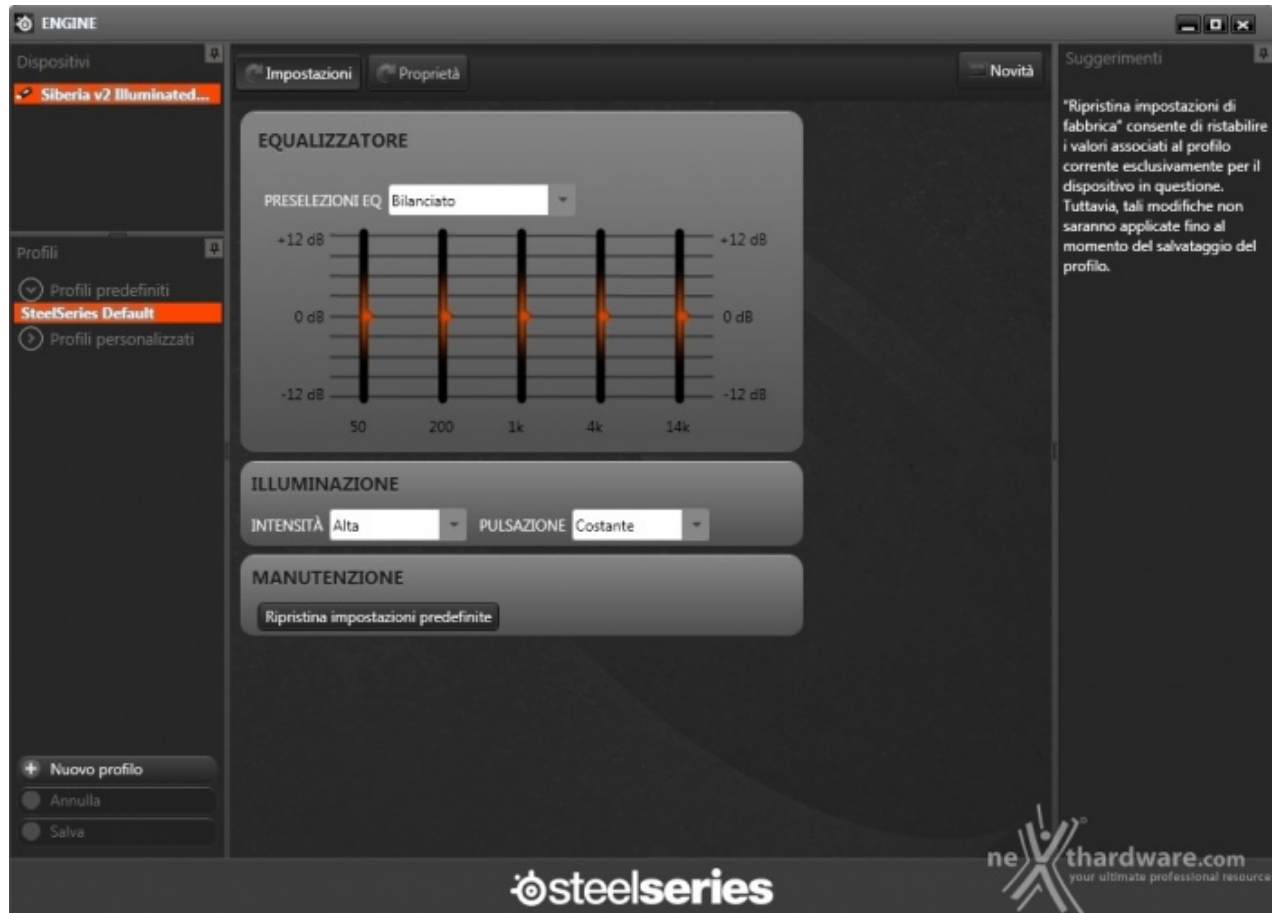 ENGINE
Dispositivi
Siberia v2 Illuminated...
Profili
Profili predefiniti
SteelSeries Default
Profili personalizzati
Nuovo profilo
Annulla
Salva
Impostazioni
Proprietà
Novità
EQUALIZZATORE
PRESELEZIONI EQ Bilanciato
+12 dB +12 dB
0 dB 0 dB
-12 dB -12 dB
50 200 1k 4k 14k
ILLUMINAZIONE
INTENSITÀ Alta PULSAZIONE Costante
MANUTENZIONE
Ripristina impostazioni predefinite
Suggerimenti
"Ripristina impostazioni di
fabbrica" consente di ristabilire
i valori associati al profilo
corrente esclusivamente per il
dispositivo in questione.
Tuttavia, tali modifiche non
saranno applicate fino al
momento del salvataggio del
profilo.
steelseries
nexthardware.com
your ultimate professional resource